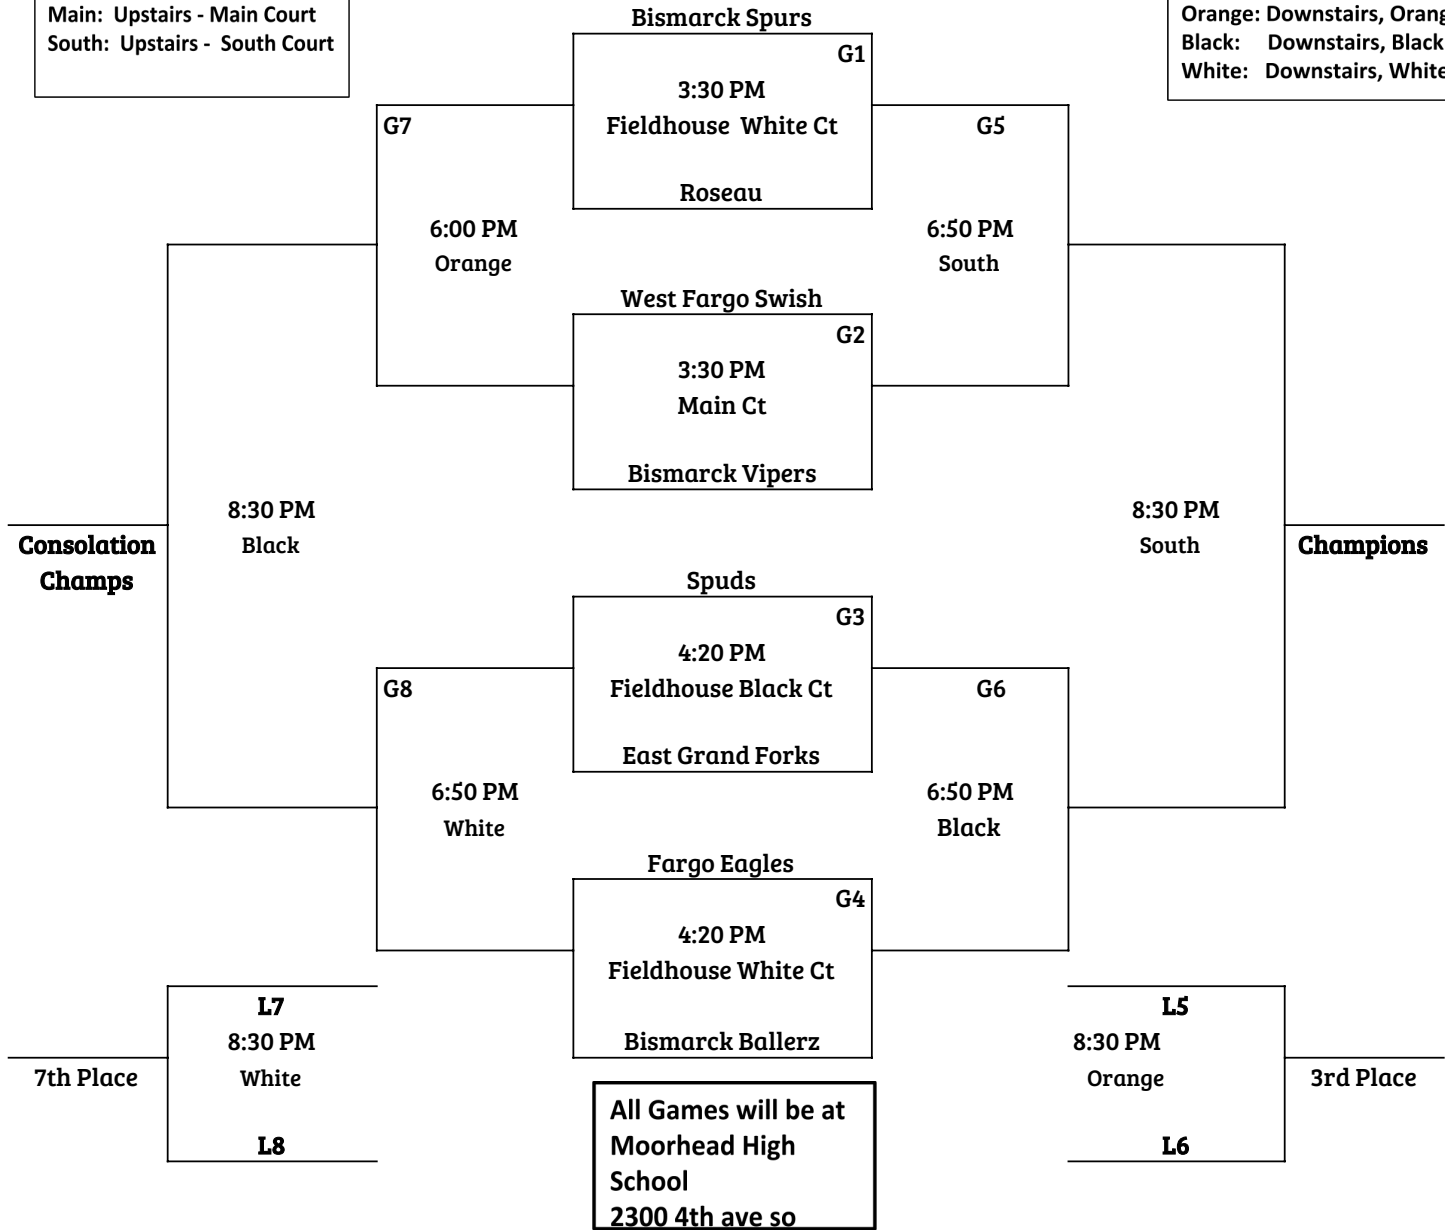 Main:  Upstairs - Main Court
South:  Upstairs -  South Court
Orange: Downstairs, Orang
Black:     Downstairs, Black
White:   Downstairs, White
Bismarck Spurs
G1
3:30 PM
Fieldhouse  White Ct
Roseau
G7
6:00 PM
Orange
G5
6:50 PM
South
West Fargo Swish
G2
3:30 PM
Main Ct
Bismarck Vipers
8:30 PM
Black
Consolation
Champs
8:30 PM
South
Champions
Spuds
G3
4:20 PM
Fieldhouse Black Ct
East Grand Forks
G8
6:50 PM
White
G6
6:50 PM
Black
Fargo Eagles
G4
4:20 PM
Fieldhouse White Ct
Bismarck Ballerz
L7
8:30 PM
White
L8
7th Place
L5
8:30 PM
Orange
L6
3rd Place
All Games will be at
Moorhead High
School
2300 4th ave so